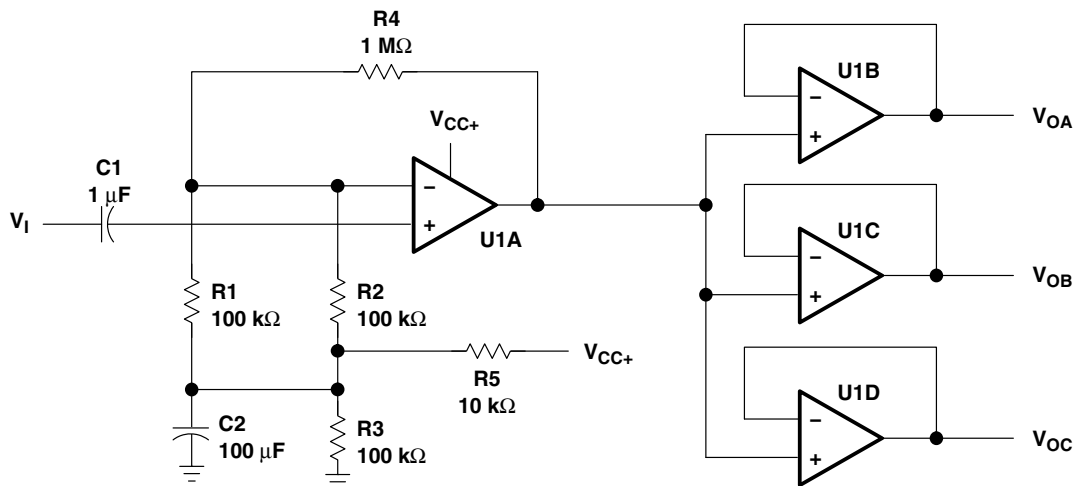 R4
1 MΩ
VCC+
C1
1 μF
VI
−
+
U1A
R1
100 kΩ
R2
100 kΩ
VCC+
R5
10 kΩ
C2
100 μF
R3
100 kΩ
U1B
−
+
VOA
U1C
−
+
VOB
U1D
−
+
VOC